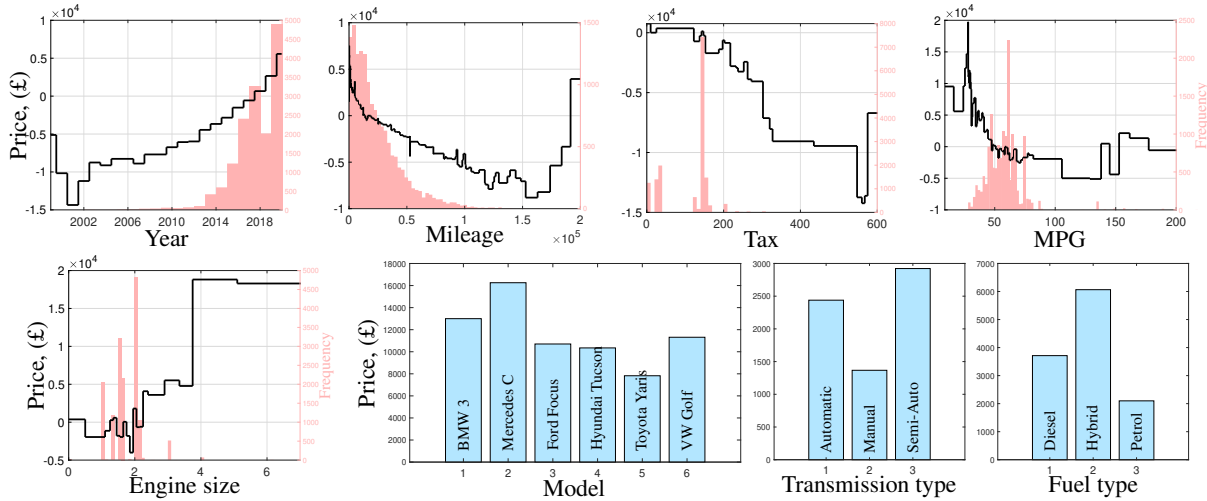 ×10⁴ ×10⁴ ×10⁴ ×10⁴
1 5000 1 1500 8000 2 2500
0.5 4500 0.5 0.5 7000 1.5 2000
0 4000 3500 1000 0 6000 1
-0.5 3000 2500 0 -0.5 5000 4000 0.5 1500
-1 2000 1500 -0.5 500 -1 3000 2000 0 1000
1000 500 1000 -0.5 500
-1.5 0 -1 0 -1.5 0 -1 0
Price, (£) Frequency
2002 2006 2010 2014 2018 0 0.5 1 1.5 2 0 200 400 600 50 100 150 200
×10⁵
Year Mileage Tax MPG
×10⁴
2 5000
4500
1.5 4000
3500
1 3000
2500
0.5 2000
1500
0 1000
500
-0.5 0
Price, (£) Frequency
0 2 4 6
Engine size
18000
16000
14000
12000
10000
8000
6000
4000
2000
0
Price, (£)
BMW 3
Mercedes C
Ford Focus
Hyundai Tucson
Toyota Yaris
VW Golf
1 2 3 4 5 6
Model
3000
2500
2000
1500
1000
500
0
Automatic
Manual
Semi-Auto
1 2 3
Transmission type
7000
6000
5000
4000
3000
2000
1000
0
Diesel
Hybrid
Petrol
1 2 3
Fuel type